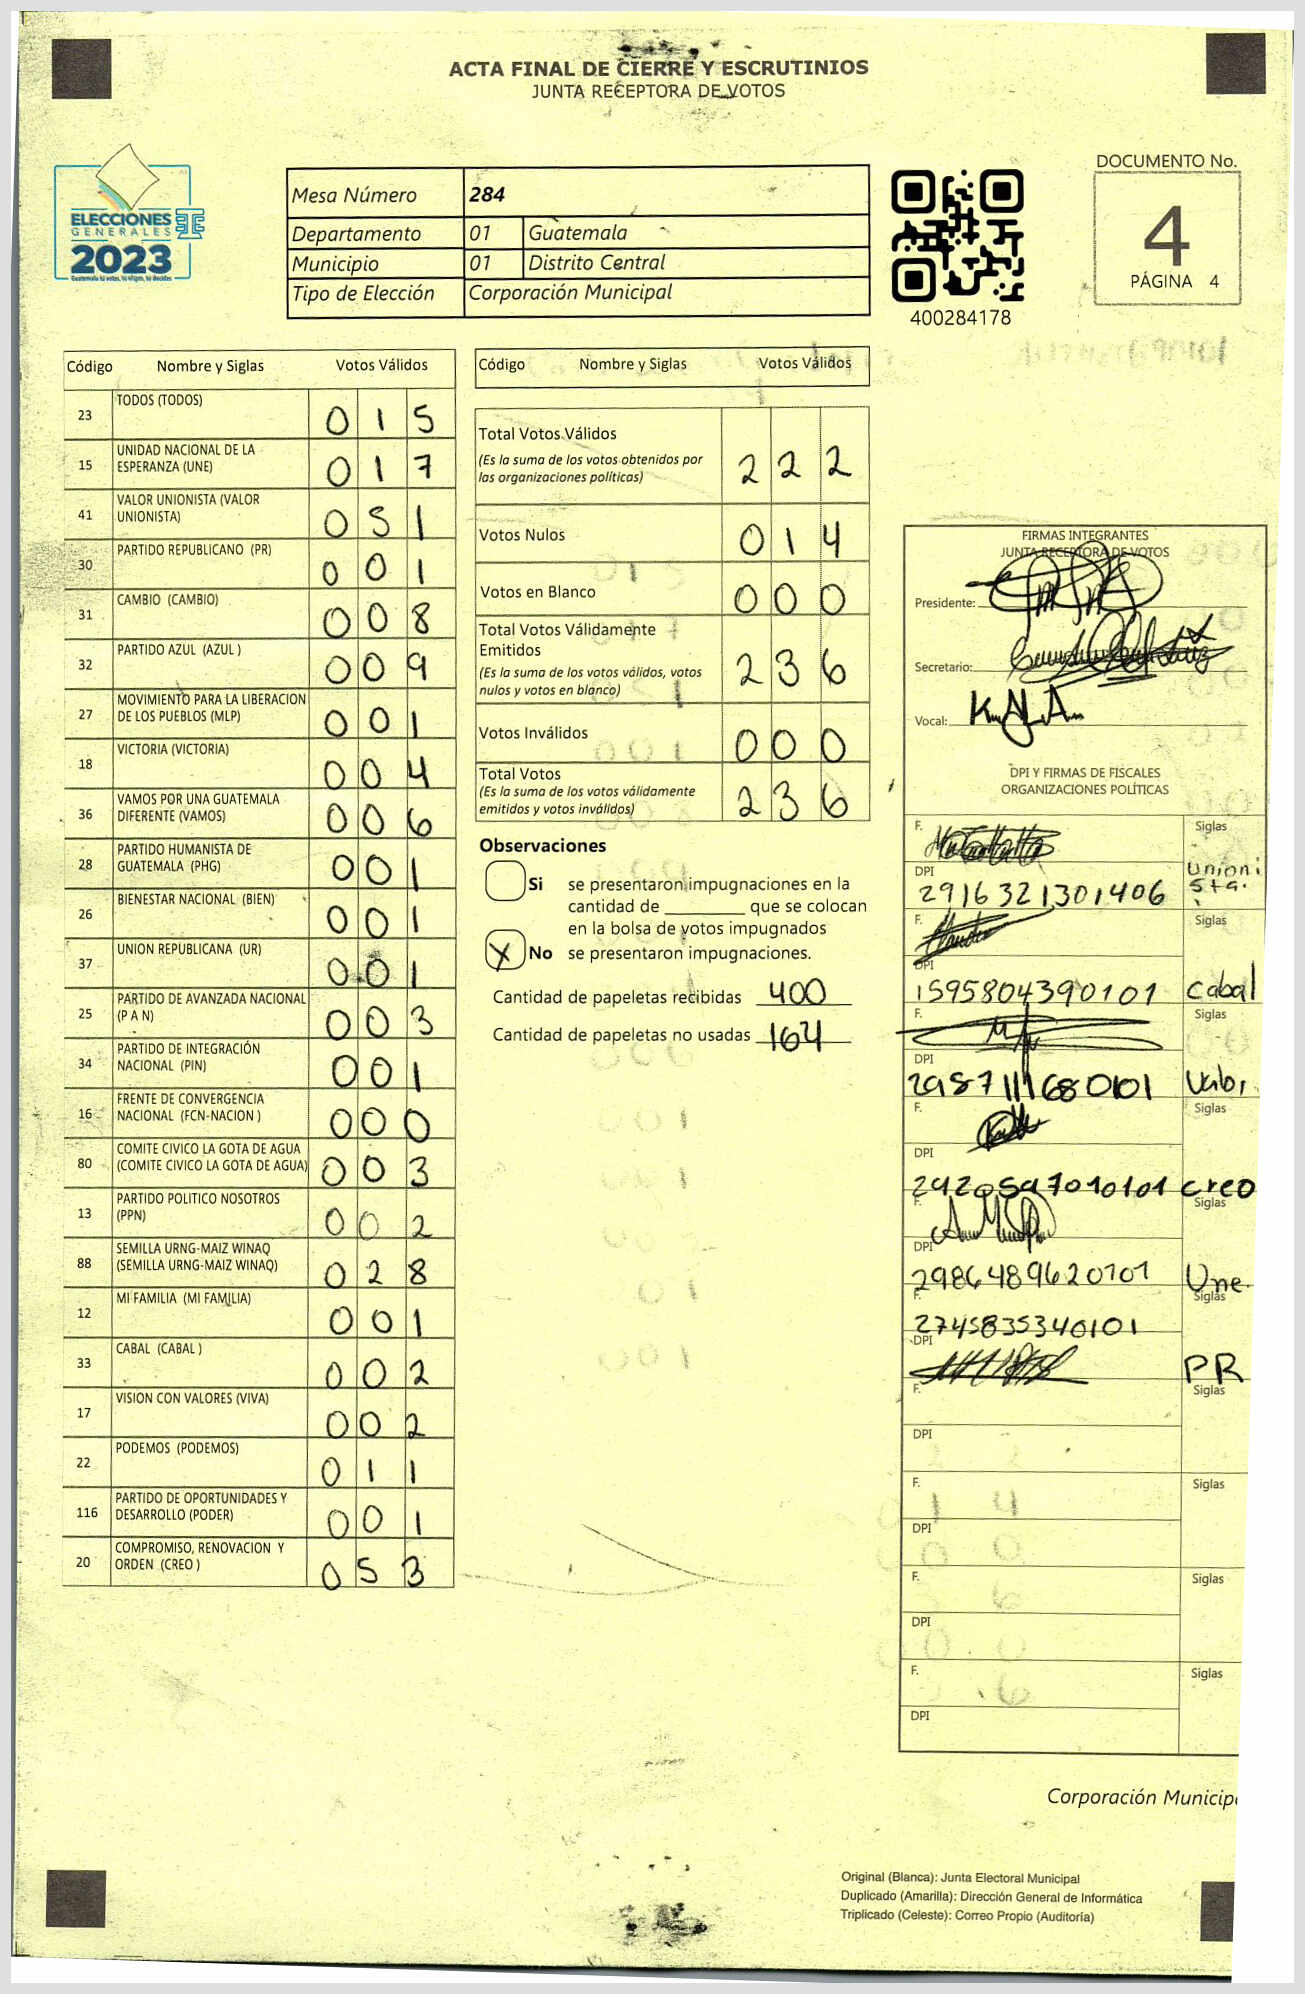 ACTA FINAL DE CIERRE Y ESCRUTINIOS
JUNTA RECEPTORA DE VOTOS
ELECCIONES
GENERALES
2023
Mesa Número 284
Departamento 01 Guatemala
Municipio 01 Distrito Central
Tipo de Elección Corporación Municipal
400284178
DOCUMENTO No.
4
PÁGINA 4
Código Nombre y Siglas Votos Válidos
23 TODOS (TODOS) 0 1 5
15 UNIDAD NACIONAL DE LA
ESPERANZA (UNE) 0 1 7
41 VALOR UNIONISTA (VALOR
UNIONISTA) 0 5 1
30 PARTIDO REPUBLICANO (PR) 0 0 1
31 CAMBIO (CAMBIO) 0 0 8
32 PARTIDO AZUL (AZUL ) 0 0 9
27 MOVIMIENTO PARA LA LIBERACION
DE LOS PUEBLOS (MLP) 0 0 1
18 VICTORIA (VICTORIA) 0 0 4
36 VAMOS POR UNA GUATEMALA
DIFERENTE (VAMOS) 0 0 6
28 PARTIDO HUMANISTA DE
GUATEMALA (PHG) 0 0 1
26 BIENESTAR NACIONAL (BIEN) 0 0 1
37 UNION REPUBLICANA (UR) 0 0 1
25 PARTIDO DE AVANZADA NACIONAL
(P A N) 0 0 3
34 PARTIDO DE INTEGRACIÓN
NACIONAL (PIN) 0 0 1
16 FRENTE DE CONVERGENCIA
NACIONAL (FCN-NACION ) 0 0 0
80 COMITE CIVICO LA GOTA DE AGUA
(COMITE CIVICO LA GOTA DE AGUA) 0 0 3
13 PARTIDO POLITICO NOSOTROS
(PPN) 0 0 2
88 SEMILLA URNG-MAIZ WINAQ
(SEMILLA URNG-MAIZ WINAQ) 0 2 8
12 MI FAMILIA (MI FAMILIA) 0 0 1
33 CABAL (CABAL ) 0 0 2
17 VISION CON VALORES (VIVA) 0 0 2
22 PODEMOS (PODEMOS) 0 1 1
116 PARTIDO DE OPORTUNIDADES Y
DESARROLLO (PODER) 0 0 1
20 COMPROMISO, RENOVACION Y
ORDEN (CREO ) 0 5 3
Código Nombre y Siglas Votos Válidos
Total Votos Válidos
(Es la suma de los votos obtenidos por
las organizaciones políticas) 2 2 2
Votos Nulos 0 1 4
Votos en Blanco 0 0 0
Total Votos Válidamente
Emitidos
(Es la suma de los votos válidos, votos
nulos y votos en blanco) 2 3 6
Votos Inválidos 0 0 0
Total Votos
(Es la suma de los votos válidamente
emitidos y votos inválidos) 2 3 6
Observaciones
Si se presentaron impugnaciones en la
cantidad de ________ que se colocan
en la bolsa de votos impugnados
X No se presentaron impugnaciones.
Cantidad de papeletas recibidas 400
Cantidad de papeletas no usadas 164
FIRMAS INTEGRANTES
JUNTA RECEPTORA DE VOTOS
Presidente:
Secretario:
Vocal:
DPI Y FIRMAS DE FISCALES
ORGANIZACIONES POLÍTICAS
F. Siglas
DPI Unioni
2916321301406 sta.
F. Siglas
DPI
1595804390101 Cabal
F. Siglas
DPI
2987111680101
F. Siglas
DPI
2920597010101 creo
F. Siglas
DPI
2986489620101 Une.
F. Siglas
2745835340101
DPI
PR
F. Siglas
DPI
F. Siglas
DPI
F. Siglas
DPI
F. Siglas
DPI
Corporación Municip
Original (Blanca): Junta Electoral Municipal
Duplicado (Amarilla): Dirección General de Informática
Triplicado (Celeste): Correo Propio (Auditoría)